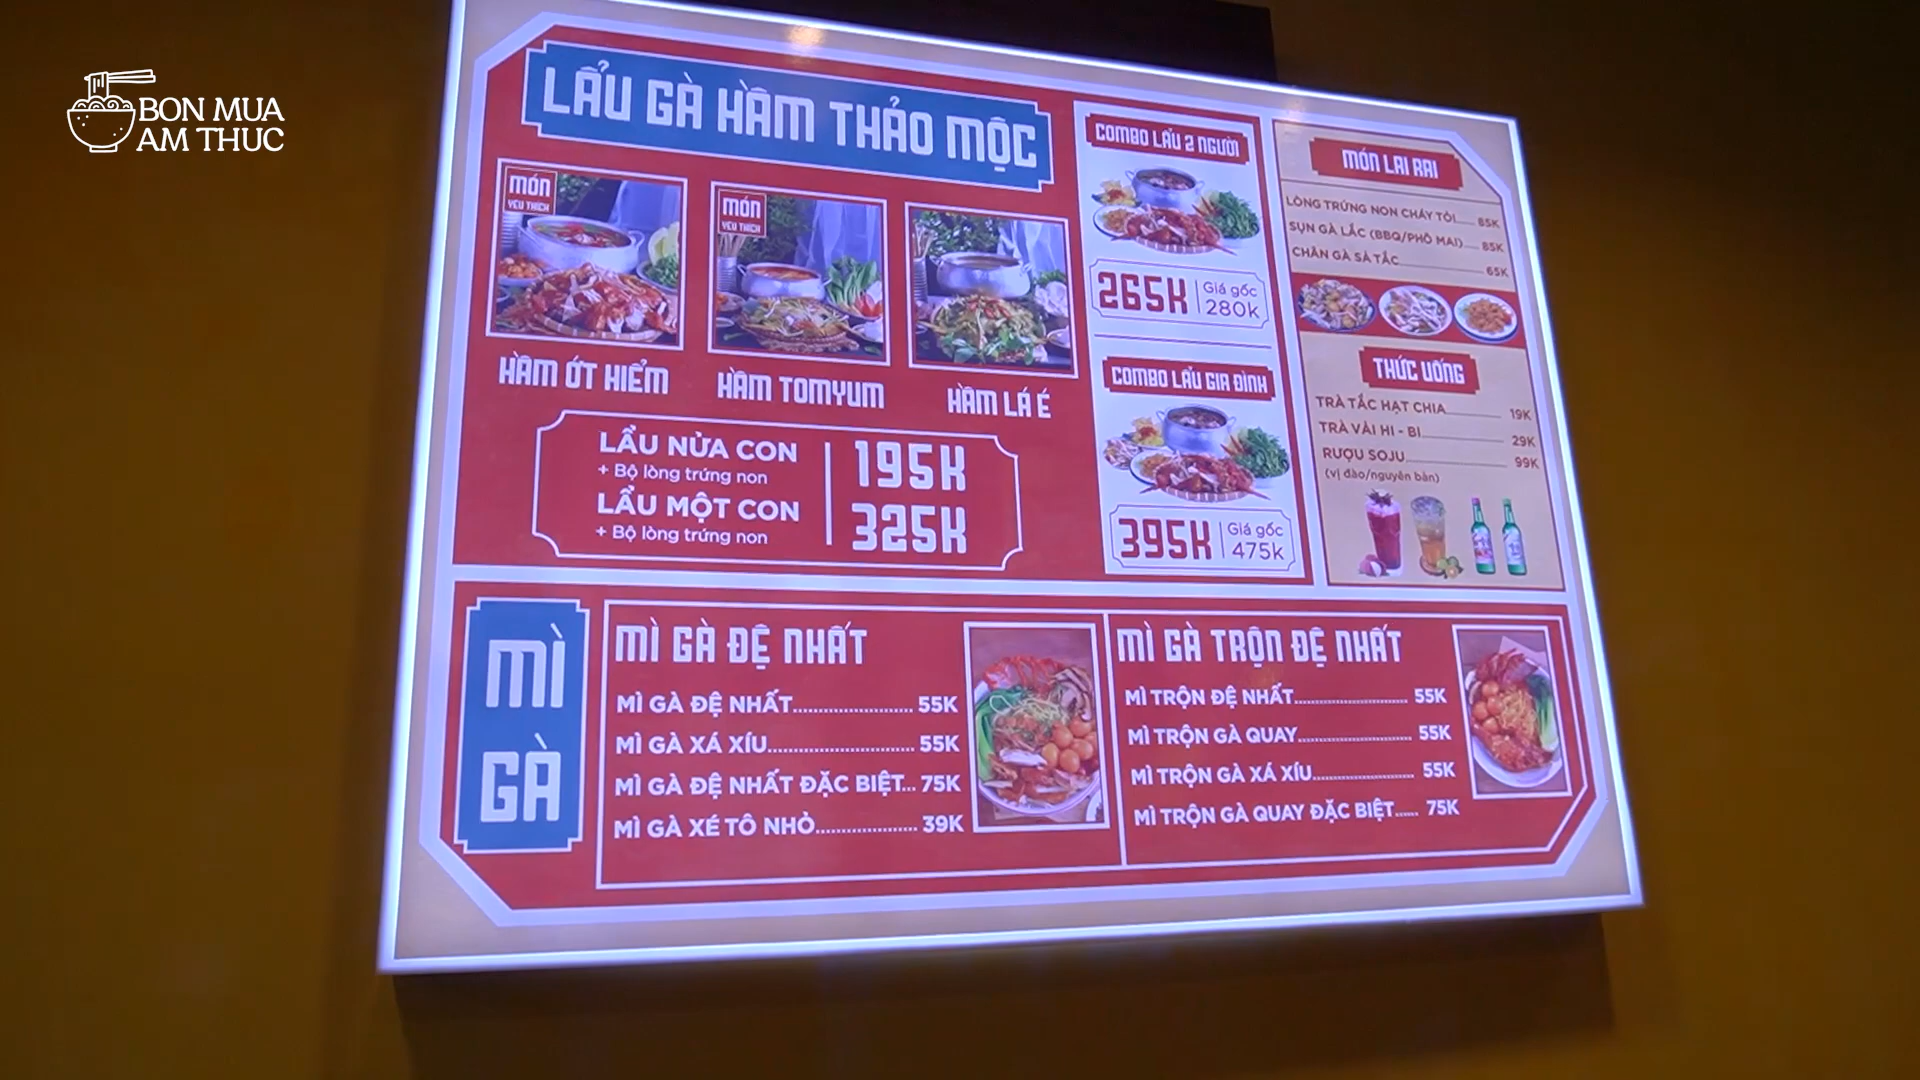 BON MUA
AM THUC
LẨU GÀ HẦM THẢO MỘC
MÓN
YÊU THÍCH
MÓN
YÊU THÍCH
HẦM ỚT HIỂM
HẦM TOMYUM
HẦM LÁ É
LẨU NỬA CON
+ Bộ lòng trứng non
195K
LẨU MỘT CON
+ Bộ lòng trứng non
325K
COMBO LẨU 2 NGƯỜI
265K
Giá gốc
280k
COMBO LẨU GIA ĐÌNH
395K
Giá gốc
475k
MÓN LAI RAI
LÒNG TRỨNG NON CHÁY TỎI.... 85K
SỤN GÀ LẮC (BBQ/PHÔ MAI).... 85K
CHÂN GÀ SẢ TẮC.................... 65K
THỨC UỐNG
TRÀ TẮC HẠT CHIA.................... 19K
TRÀ VẢI HI - BI.................... 29K
RƯỢU SOJU.................... 99K
(vị đào/nguyên bản)
MÌ
GÀ
MÌ GÀ ĐỆ NHẤT
MÌ GÀ ĐỆ NHẤT........................ 55K
MÌ GÀ XÁ XÍU............................. 55K
MÌ GÀ ĐỆ NHẤT ĐẶC BIỆT... 75K
MÌ GÀ XÉ TÔ NHỎ.................... 39K
MÌ GÀ TRỘN ĐỆ NHẤT
MÌ TRỘN ĐỆ NHẤT........................ 55K
MÌ TRỘN GÀ QUAY........................ 55K
MÌ TRỘN GÀ XÁ XÍU..................... 55K
MÌ TRỘN GÀ QUAY ĐẶC BIỆT...... 75K